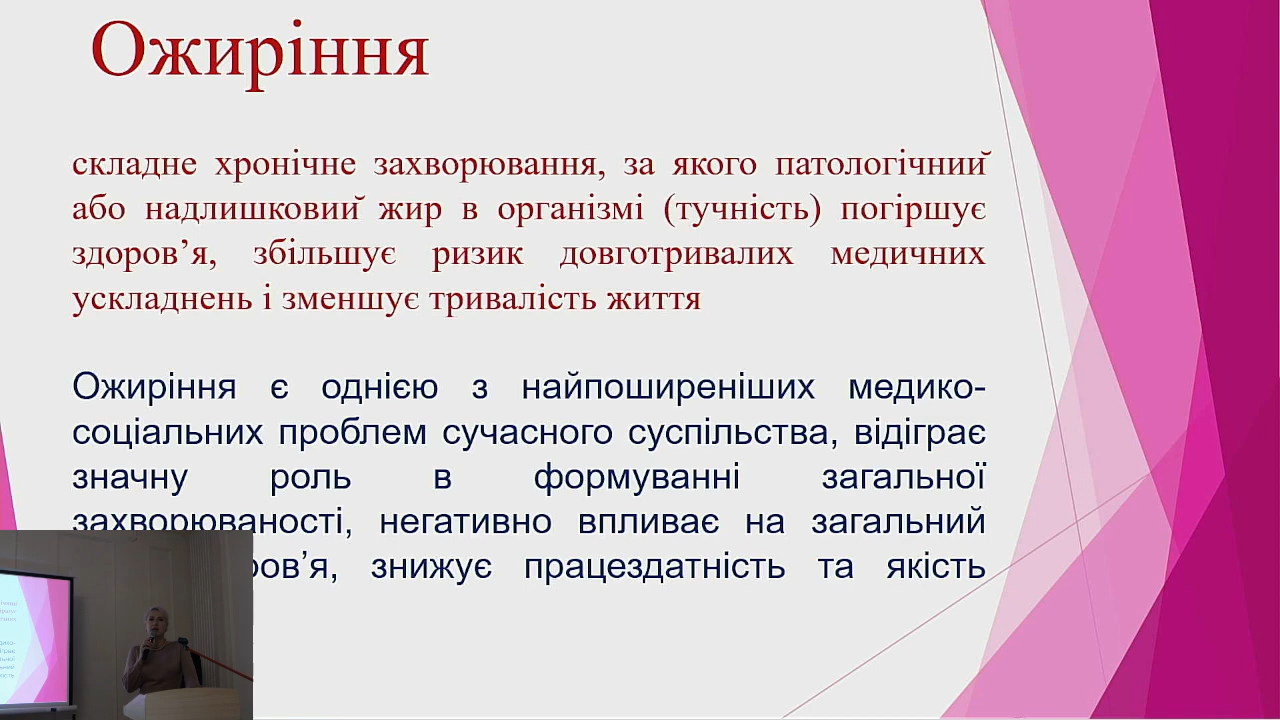 Ожиріння
складне хронічне захворювання, за якого патологічний
або надлишковий жир в організмі (тучність) погіршує
здоров’я, збільшує ризик довготривалих медичних
ускладнень і зменшує тривалість життя
Ожиріння є однією з найпоширеніших медико-
соціальних проблем сучасного суспільства, відіграє
значну роль в формуванні загальної
захворюваності, негативно впливає на загальний
ров’я, знижує працездатність та якість